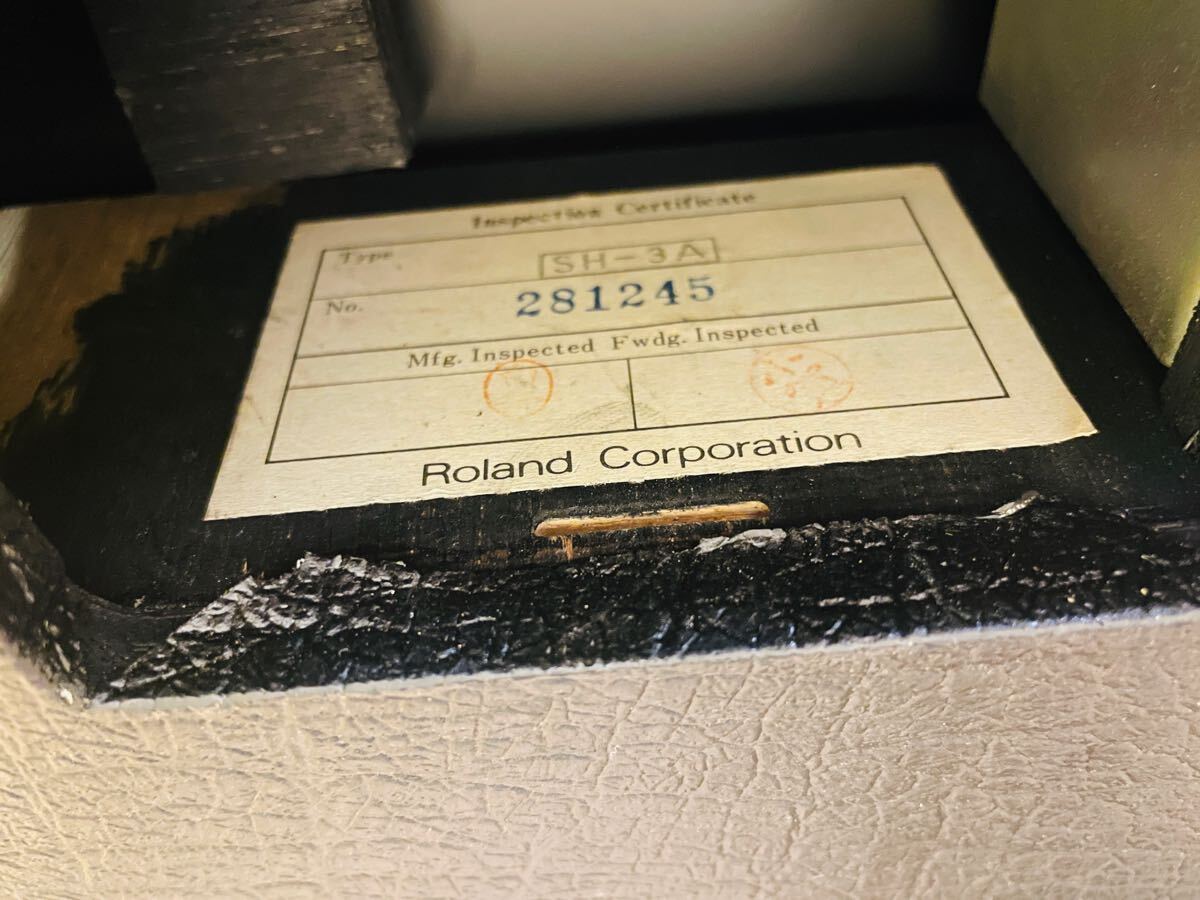 Inspection Certificate
Type SH-3A
No. 281245
Mfg. Inspected Fwdg. Inspected
Roland Corporation